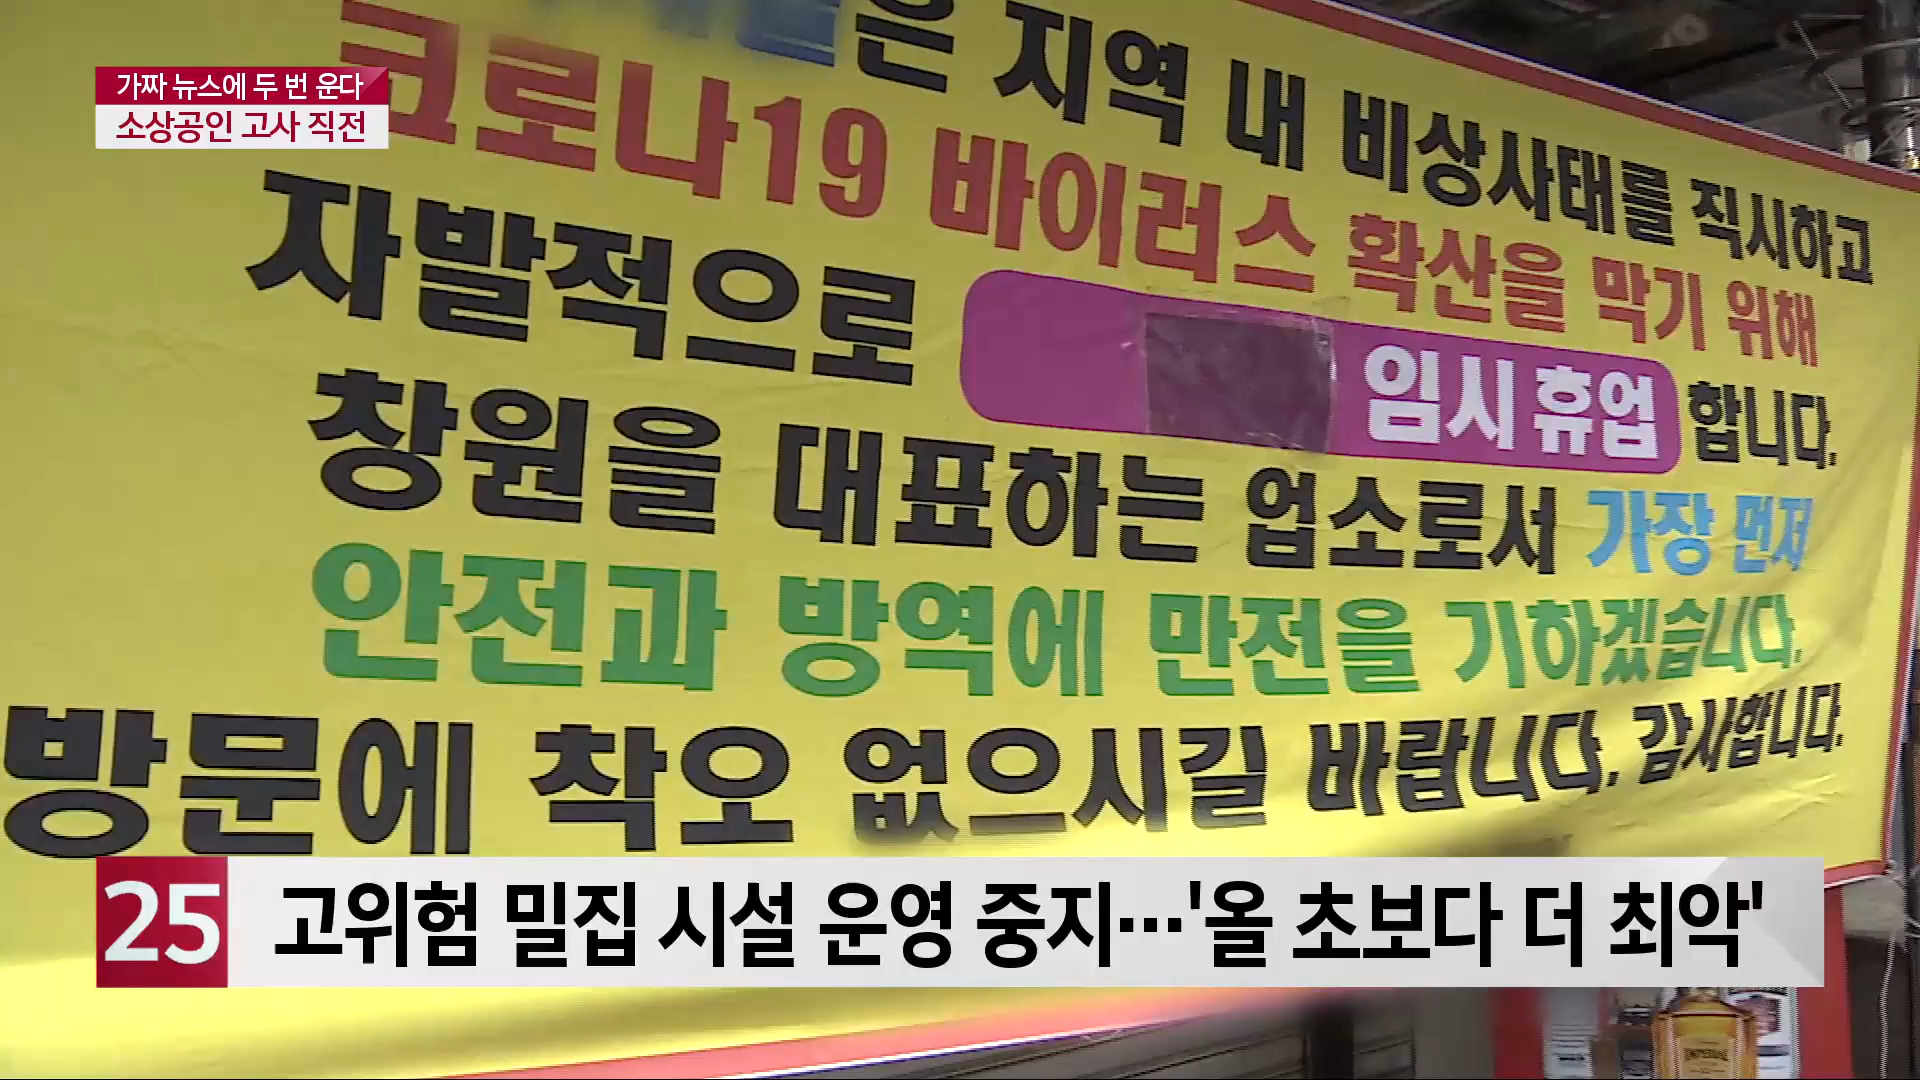 가짜 뉴스에 두 번 운다
소상공인 고사 직전
은 지역 내 비상사태를 직시하고
코로나19 바이러스 확산을 막기 위해
자발적으로 임시 휴업 합니다.
창원을 대표하는 업소로서 가장 먼저
안전과 방역에 만전을 기하겠습니다.
방문에 착오 없으시길 바랍니다. 감사합니다.
25 고위험 밀집 시설 운영 중지…'올 초보다 더 최악'
IMPERIAL